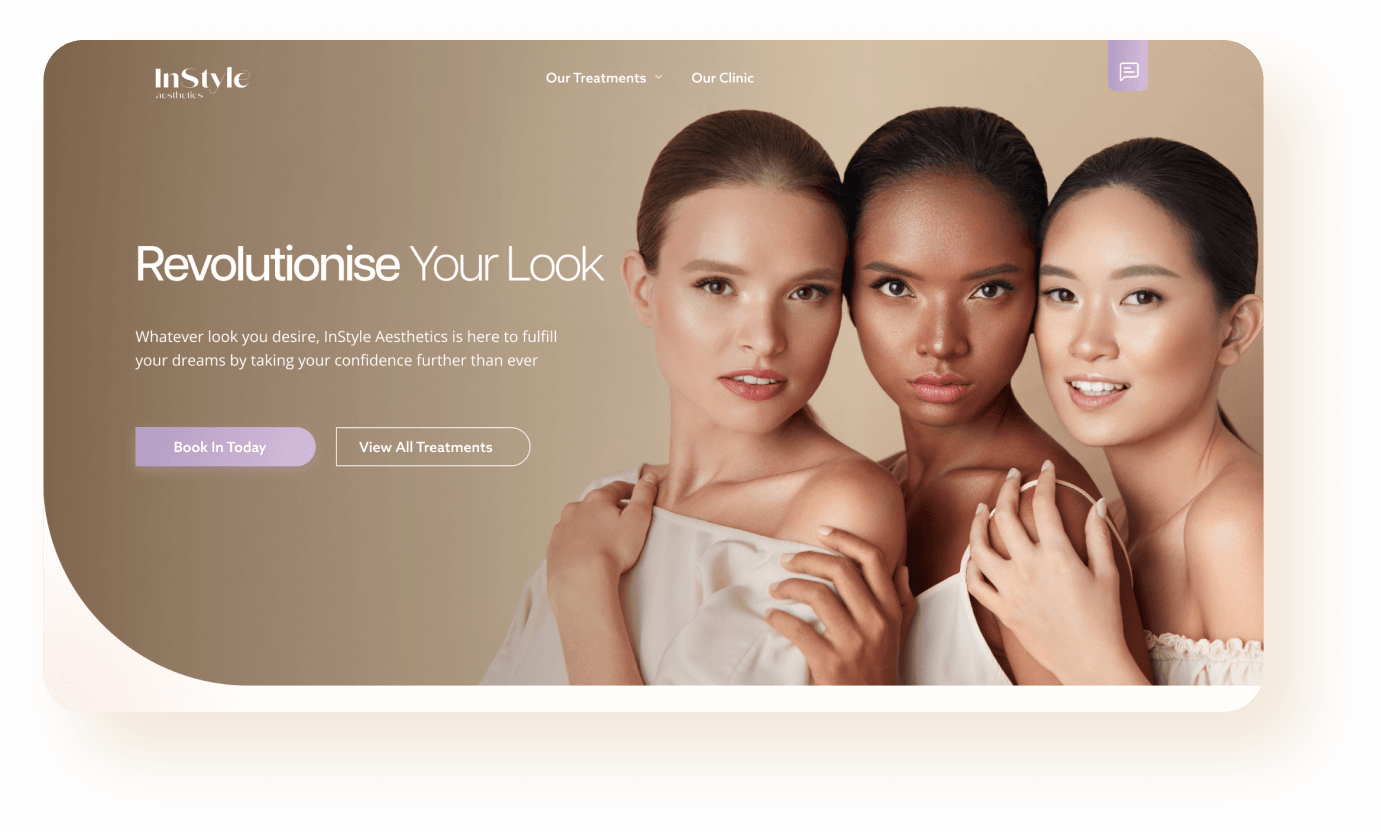 InStyle
aesthetics
Our Treatments
Our Clinic
Revolutionise Your Look
Whatever look you desire, InStyle Aesthetics is here to fulfill
your dreams by taking your confidence further than ever
Book In Today
View All Treatments